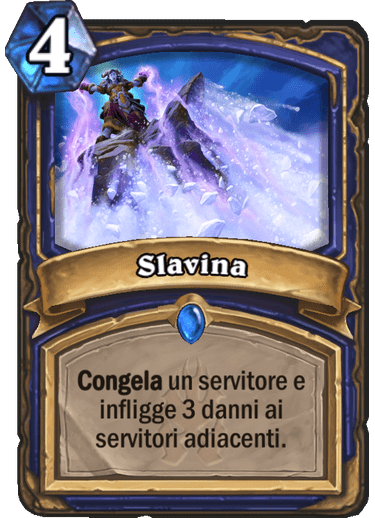 4
Slavina
Congela un servitore e
infligge 3 danni ai
servitori adiacenti.